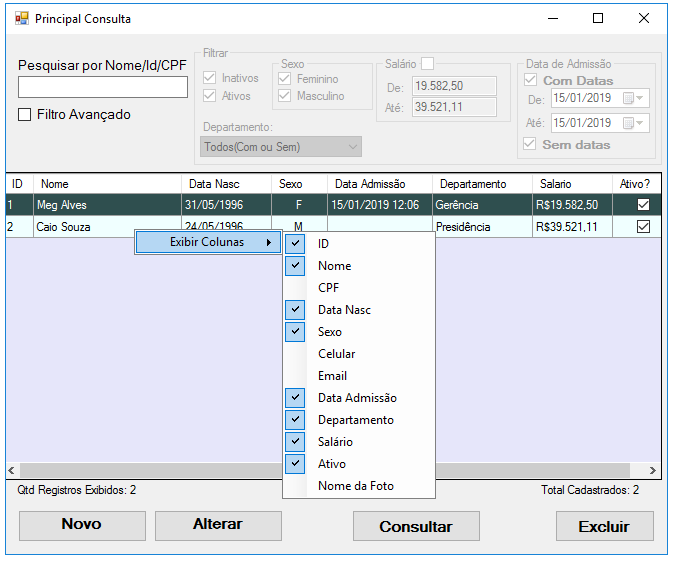 Principal Consulta
Pesquisar por Nome/Id/CPF
Filtro Avançado
Filtrar
Inativos
Ativos
Sexo
Feminino
Masculino
Departamento:
Todos(Com ou Sem)
Salário
De: 19.582,50
Até: 39.521,11
Data de Admissão
Com Datas
De: 15/01/2019
Até: 15/01/2019
Sem datas
ID Nome Data Nasc Sexo Data Admissão Departamento Salario Ativo?
1 Meg Alves 31/05/1996 F 15/01/2019 12:06 Gerência R$19.582,50
2 Caio Souza 24/05/1996 M Presidência R$39.521,11
Exibir Colunas
ID
Nome
CPF
Data Nasc
Sexo
Celular
Email
Data Admissão
Departamento
Salário
Ativo
Nome da Foto
Qtd Registros Exibidos: 2
Total Cadastrados: 2
Novo Alterar Consultar Excluir